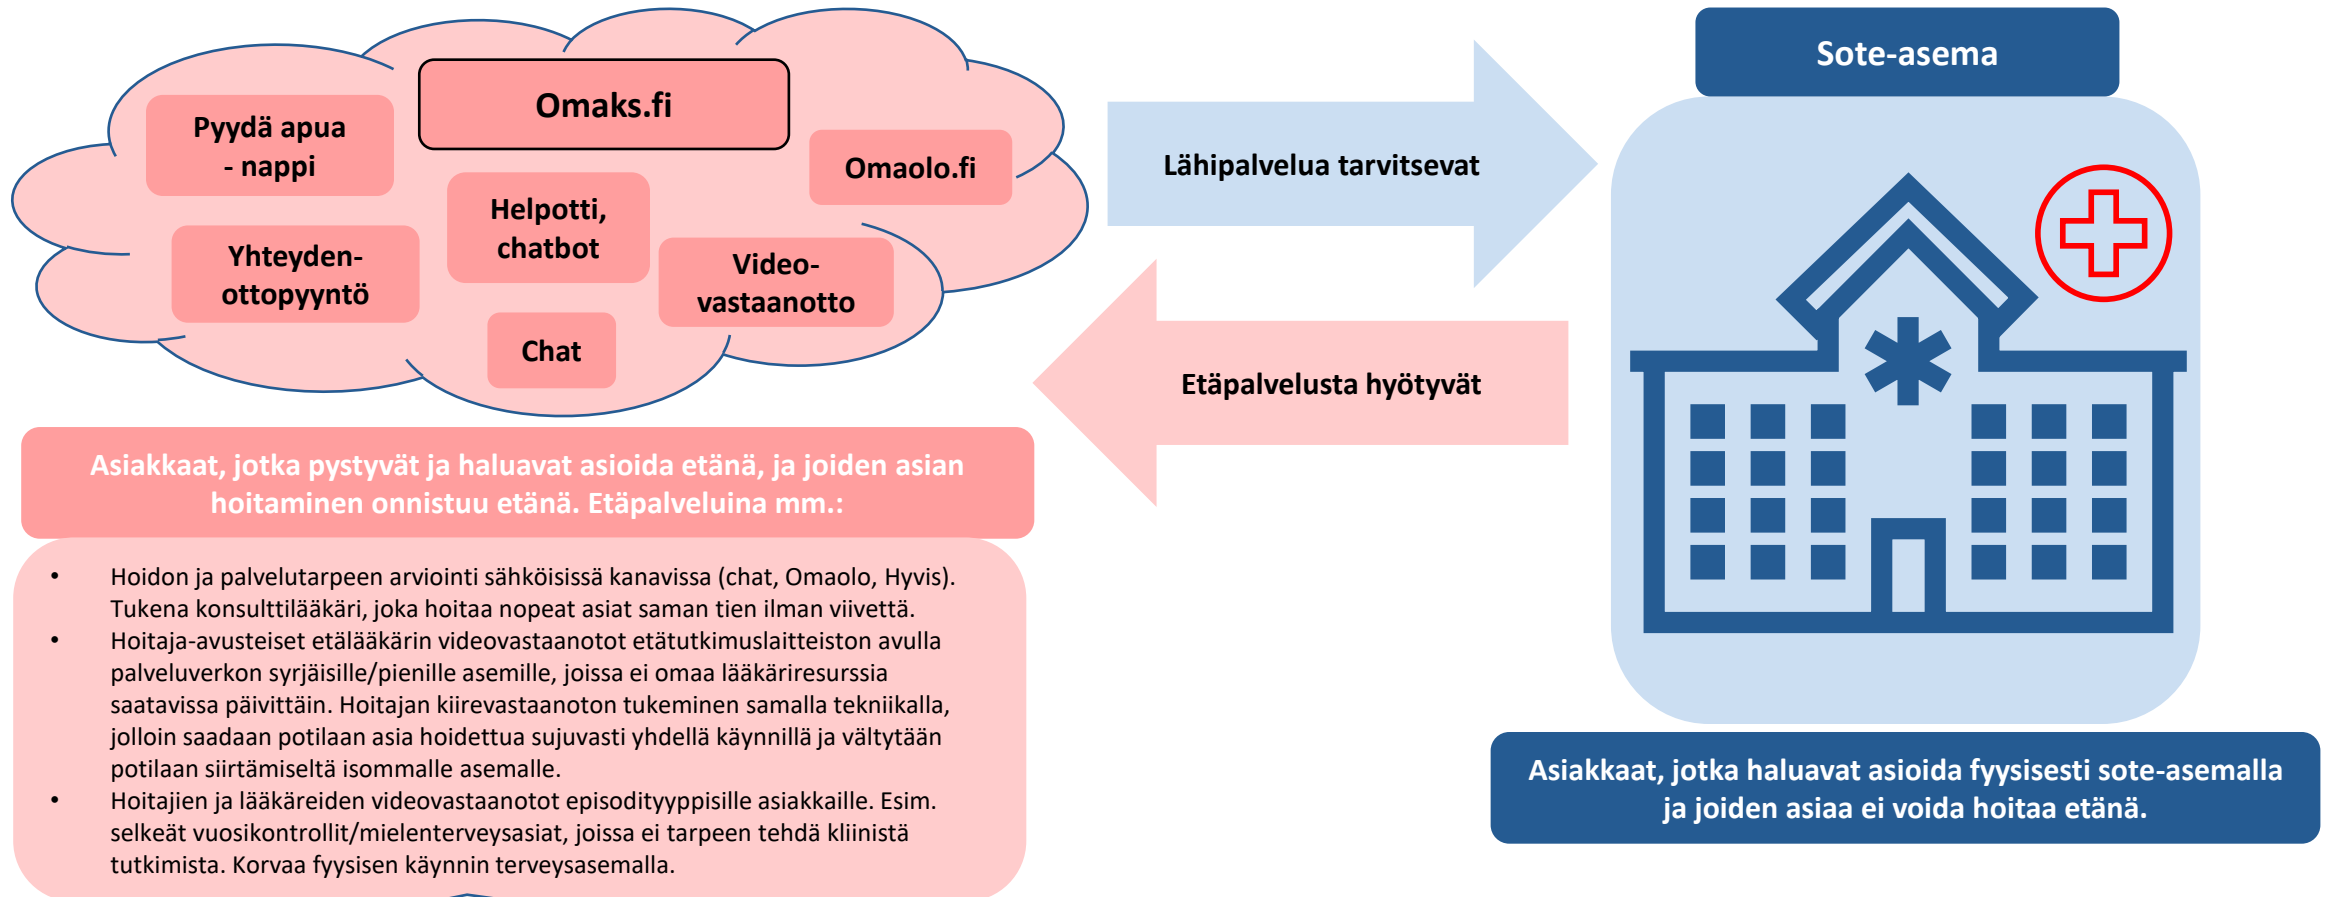 Omaks.fi
Pyydä apua
- nappi
Omaolo.fi
Helpotti,
chatbot
Yhteyden-
ottopyyntö
Video-
vastaanotto
Chat
Lähipalvelua tarvitsevat
Etäpalvelusta hyötyvät
Sote-asema
Asiakkaat, jotka pystyvät ja haluavat asioida etänä, ja joiden asian
hoitaminen onnistuu etänä. Etäpalveluina mm.:
• Hoidon ja palvelutarpeen arviointi sähköisissä kanavissa (chat, Omaolo, Hyvis).
Tukena konsulttilääkäri, joka hoitaa nopeat asiat saman tien ilman viivettä.
• Hoitaja-avusteiset etälääkärin videovastaanotot etätutkimuslaitteiston avulla
palveluverkon syrjäisille/pienille asemille, joissa ei omaa lääkäriresurssia
saatavissa päivittäin. Hoitajan kiirevastaanoton tukeminen samalla tekniikalla,
jolloin saadaan potilaan asia hoidettua sujuvasti yhdellä käynnillä ja vältytään
potilaan siirtämiseltä isommalle asemalle.
• Hoitajien ja lääkäreiden videovastaanotot episodityyppisille asiakkaille. Esim.
selkeät vuosikontrollit/mielenterveysasiat, joissa ei tarpeen tehdä kliinistä
tutkimista. Korvaa fyysisen käynnin terveysasemalla.
Asiakkaat, jotka haluavat asioida fyysisesti sote-asemalla
ja joiden asiaa ei voida hoitaa etänä.